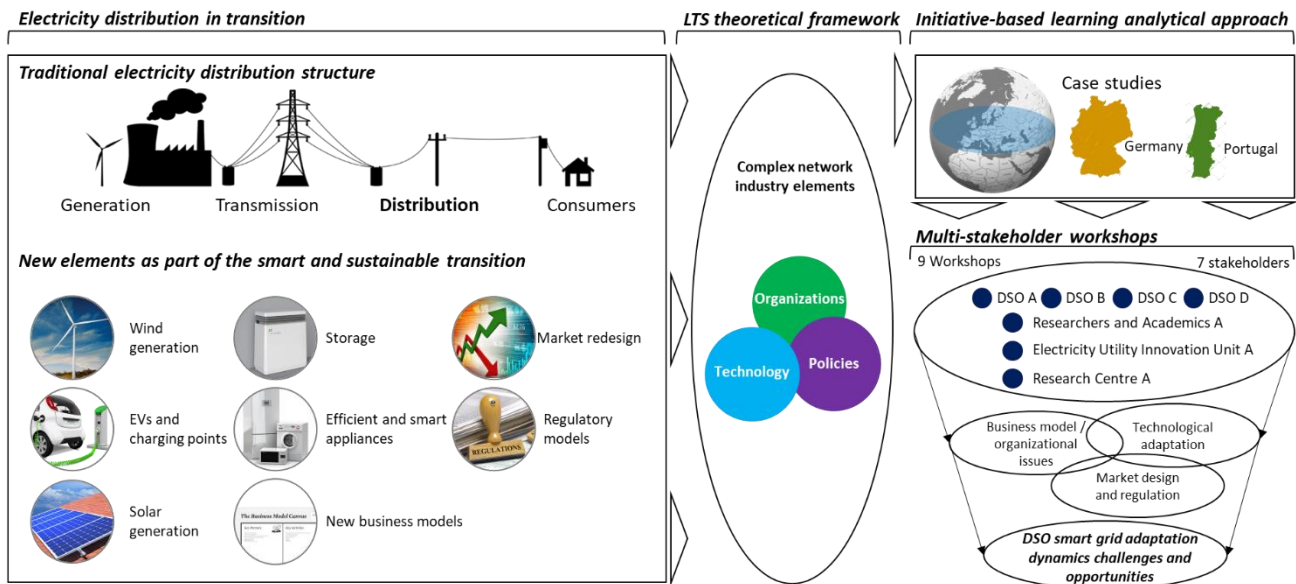 Electricity distribution in transition
LTS theoretical framework
Initiative-based learning analytical approach
Traditional electricity distribution structure
Generation
Transmission
Distribution
Consumers
New elements as part of the smart and sustainable transition
Wind
generation
Storage
Market redesign
EVs and
charging points
Efficient and smart
appliances
REGULATIONS
Regulatory
models
Solar
generation
The Business Model Canvas
New business models
Complex network
industry elements
Organizations
Technology
Policies
Case studies
Germany
Portugal
Multi-stakeholder workshops
9 Workshops
7 stakeholders
DSO A
DSO B
DSO C
DSO D
Researchers and Academics A
Electricity Utility Innovation Unit A
Research Centre A
Business model /
organizational
issues
Technological
adaptation
Market design
and regulation
DSO smart grid adaptation
dynamics challenges and
opportunities